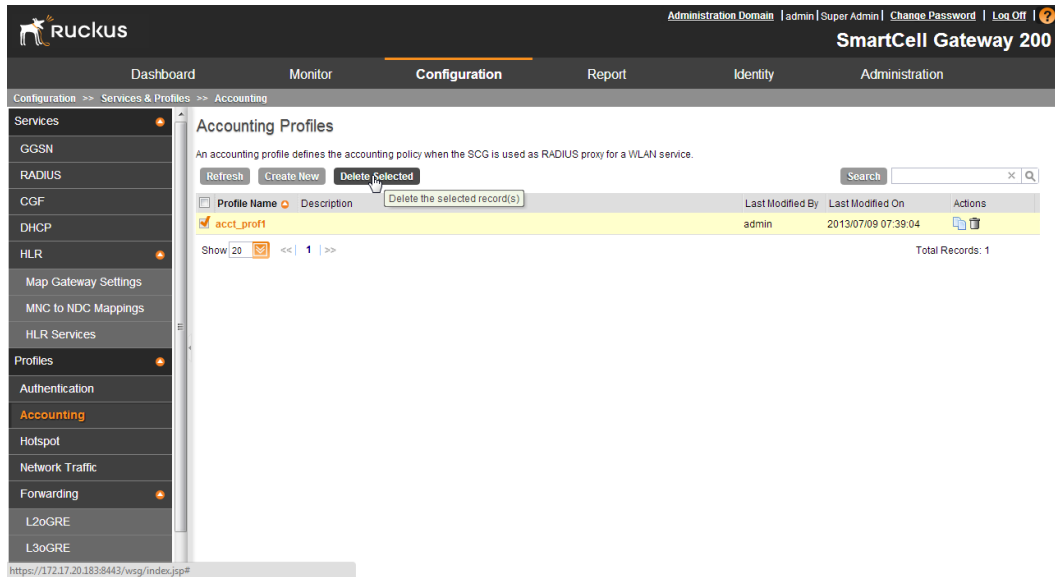 RUCKUS
Administration Domain | admin | Super Admin | Change Password | Log Off | ?
SmartCell Gateway 200
Dashboard Monitor Configuration Report Identity Administration
Configuration >> Services & Profiles >> Accounting
Services
GGSN
RADIUS
CGF
DHCP
HLR
Map Gateway Settings
MNC to NDC Mappings
HLR Services
Profiles
Authentication
Accounting
Hotspot
Network Traffic
Forwarding
L2oGRE
L3oGRE
Accounting Profiles
An accounting profile defines the accounting policy when the SCG is used as RADIUS proxy for a WLAN service.
Refresh Create New Delete Selected Search
Delete the selected record(s)
Profile Name Description Last Modified By Last Modified On Actions
acct_prof1 admin 2013/07/09 07:39:04
Show 20 << | 1 | >> Total Records: 1
https://172.17.20.183:8443/wsg/index.jsp#